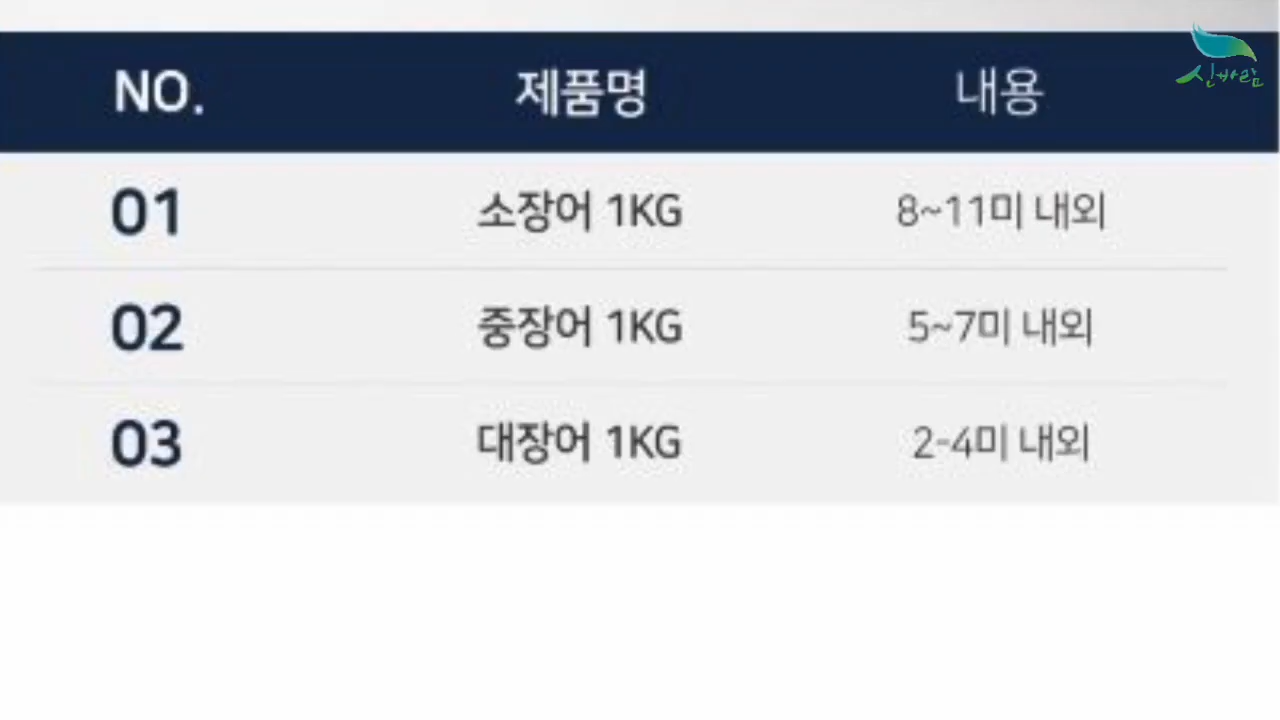 신바람
NO. 제품명 내용
01 소장어 1KG 8~11미 내외
02 중장어 1KG 5~7미 내외
03 대장어 1KG 2-4미 내외